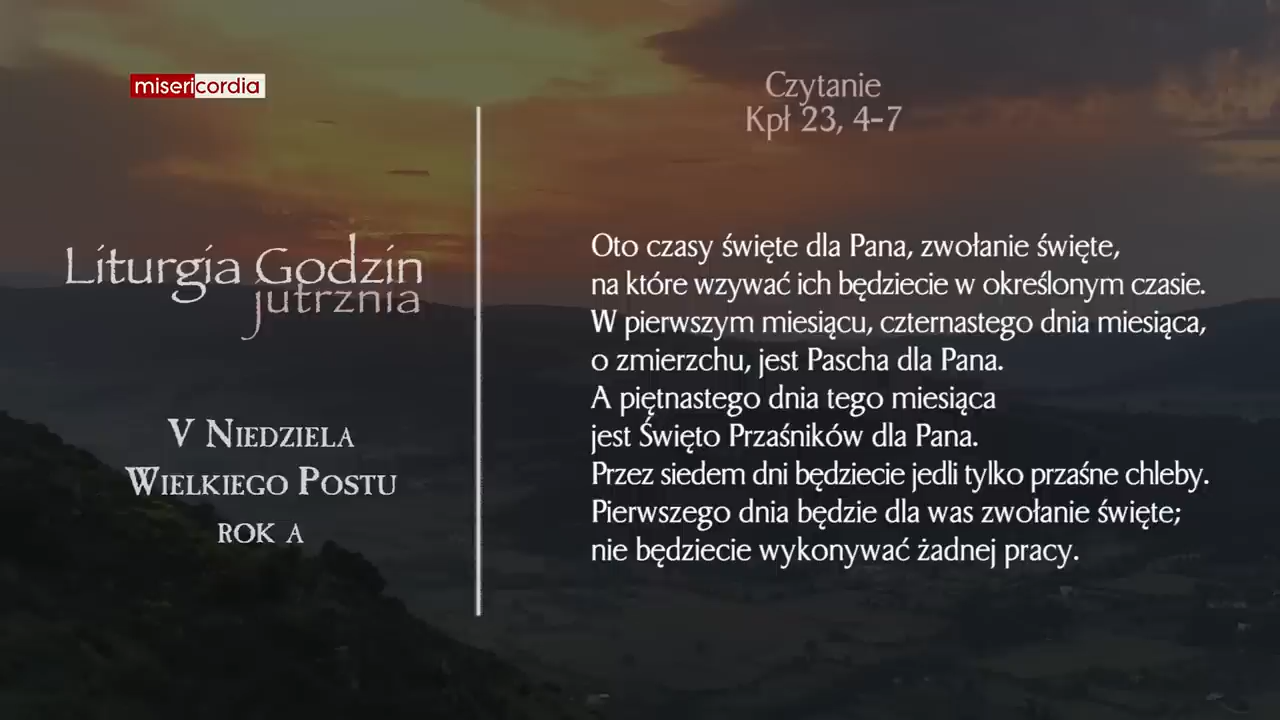 misericordia
Liturgia Godzin
jutrznia
V Niedziela
Wielkiego Postu
rok A
Czytanie
Kpł 23, 4-7
Oto czasy święte dla Pana, zwołanie święte,
na które wzywać ich będziecie w określonym czasie.
W pierwszym miesiącu, czternastego dnia miesiąca,
o zmierzchu, jest Pascha dla Pana.
A piętnastego dnia tego miesiąca
jest Święto Przaśników dla Pana.
Przez siedem dni będziecie jedli tylko przaśne chleby.
Pierwszego dnia będzie dla was zwołanie święte;
nie będziecie wykonywać żadnej pracy.